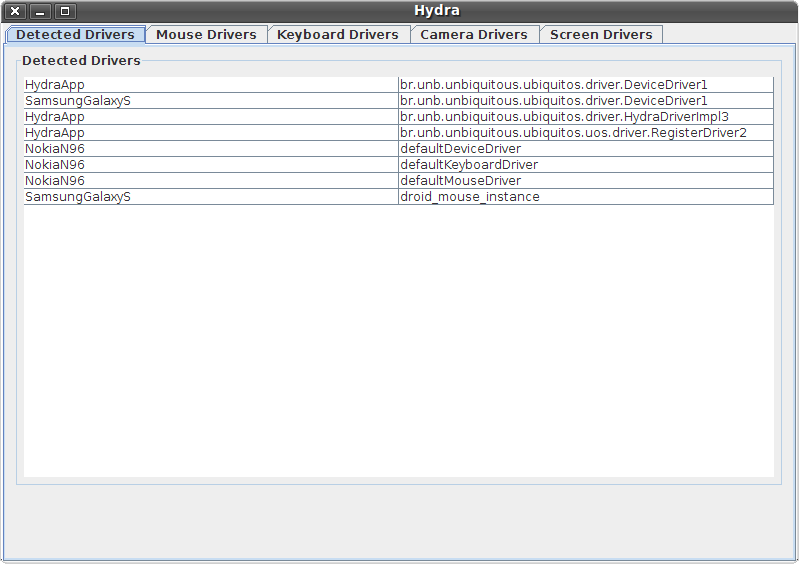 Hydra
Detected Drivers Mouse Drivers Keyboard Drivers Camera Drivers Screen Drivers
Detected Drivers
HydraApp br.unb.unbiquitous.ubiquitos.driver.DeviceDriver1
SamsungGalaxyS br.unb.unbiquitous.ubiquitos.driver.DeviceDriver1
HydraApp br.unb.unbiquitous.ubiquitos.driver.HydraDriverImpl3
HydraApp br.unb.unbiquitous.ubiquitos.uos.driver.RegisterDriver2
NokiaN96 defaultDeviceDriver
NokiaN96 defaultKeyboardDriver
NokiaN96 defaultMouseDriver
SamsungGalaxyS droid_mouse_instance